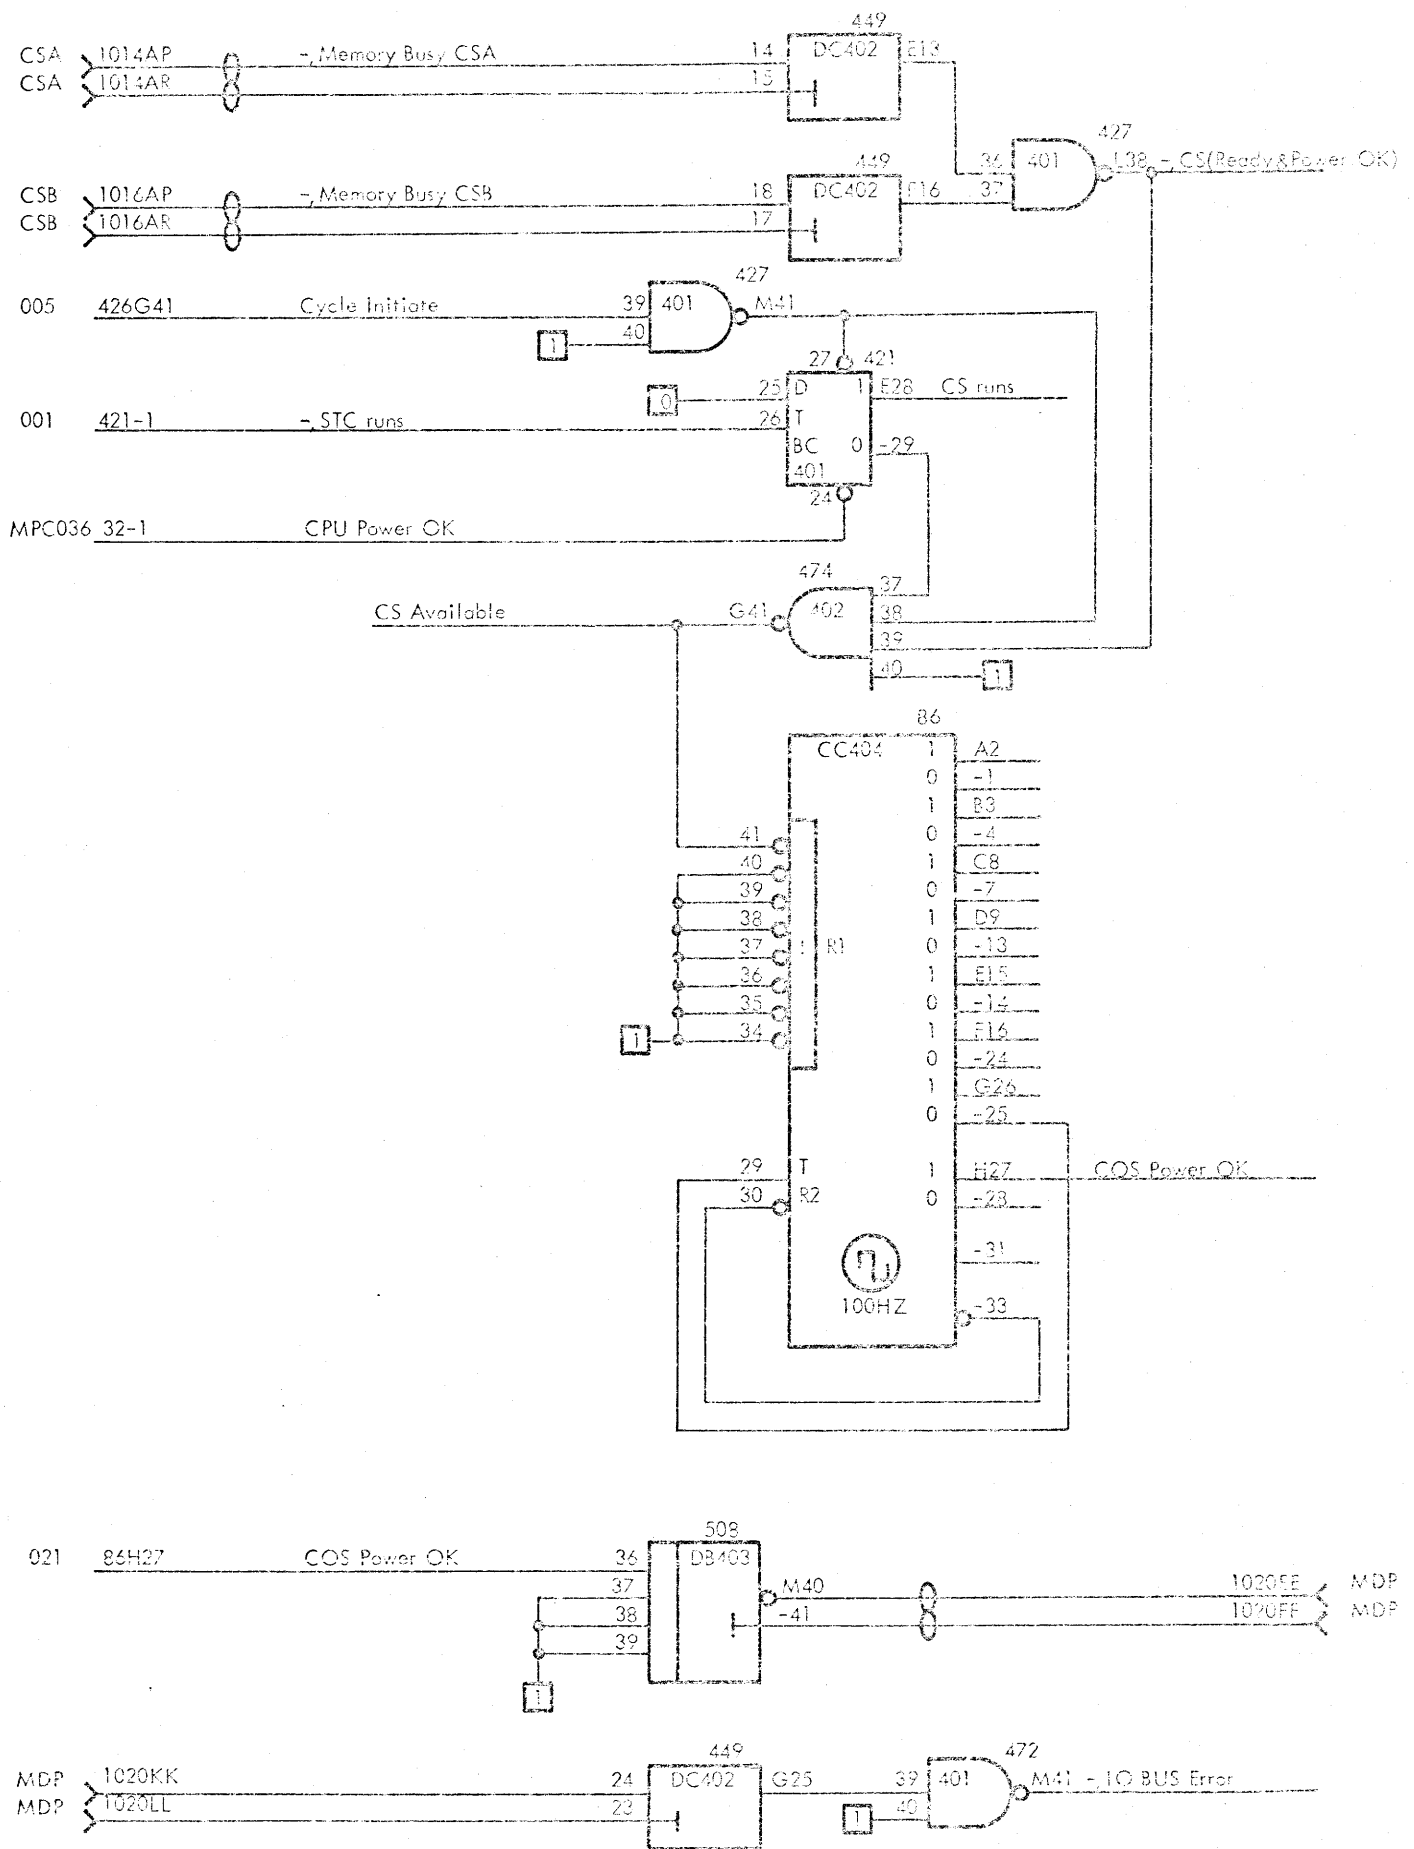 449
CSA 1014AP ¬,Memory Busy CSA 14 DC402 E13
CSA 1014AR 15
427
36 401 L38 ¬,CS(Ready&Power OK)
449
CSB 1016AP ¬,Memory Busy CSB 18 DC402 F16 37
CSB 1016AR 17
427
005 426G41 Cycle Initiate 39 401 M41
1 40
27 421
0 25 D 1 E28 CS runs
001 421-1 ¬,STC runs 26 T
BC 0 -29
401
24
MPC036 32-1 CPU Power OK
474
37
CS Available G41 402 38
39
40 1
86
CC404 1 A2
0 -1
1 B3
0 -4
41 1 C8
40 0 -7
39 1 D9
38 0 -13
37 1 R1 1 E15
36 0 -14
35 1 F16
1 34 0 -24
1 G26
0 -25
29 T 1 H27 COS Power OK
30 R2 0 -28
-31
100HZ -33
508
021 86H27 COS Power OK 36 DB403
37 M40 1020EE MDP
38 -41 1020FF MDP
39
1
449 472
MDP 1020KK 24 DC402 G25 39 401 M41 ¬,IO BUS Error
MDP 1020LL 23 1 40